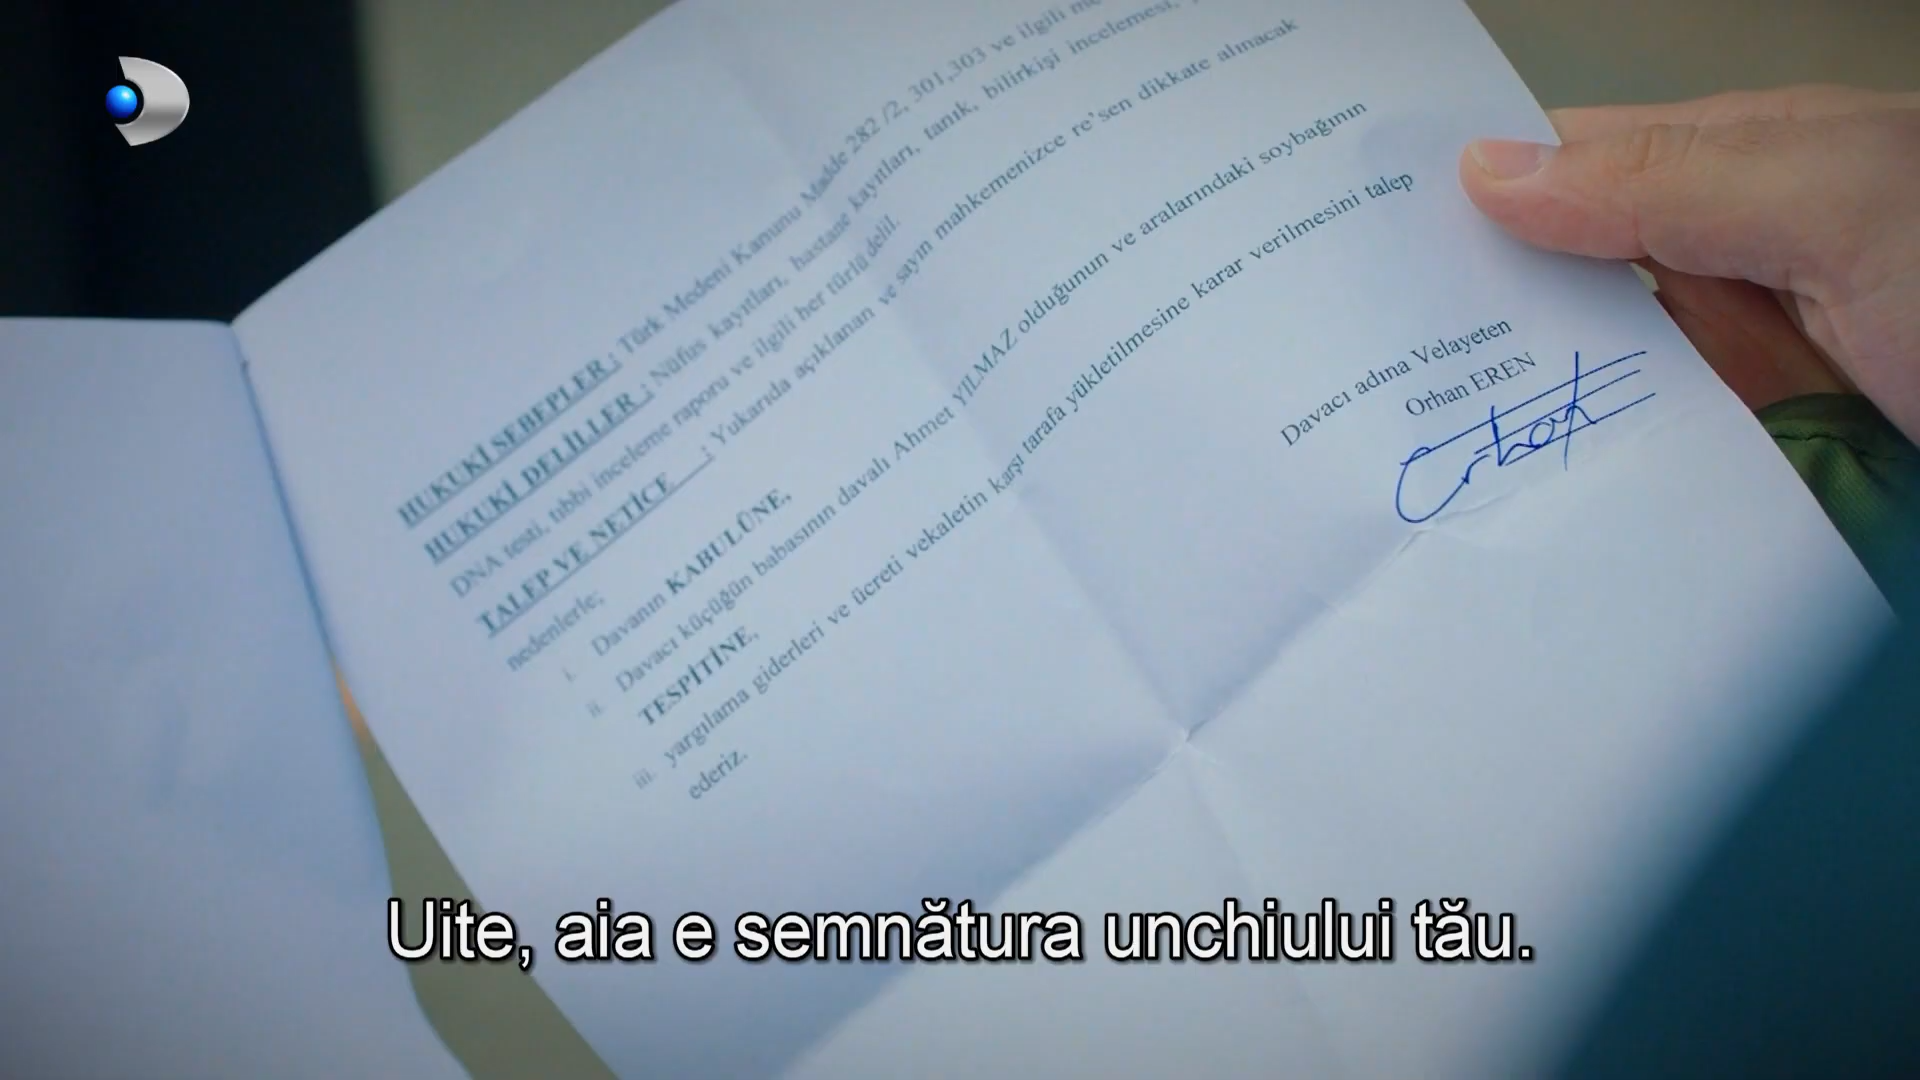 HUKUKİ SEBEPLER : Türk Medeni Kanunu Madde 282 /2, 301,303 ve ilgili
HUKUKİ DELİLLER : Nüfus kayıtları, hastane kayıtları, tanık, bilirkişi incelemesi,
DNA testi, tıbbi inceleme raporu ve ilgili her türlü delil.
TALEP VE NETİCE : Yukarıda açıklanan ve sayın mahkemenizce re'sen dikkate alınacak
nedenlerle;
i. Davanın KABULÜNE,
ii. Davacı küçüğün babasının davalı Ahmet YILMAZ olduğunun ve aralarındaki soybağının
TESPİTİNE,
iii. yargılama giderleri ve ücreti vekaletin karşı tarafa yükletilmesine karar verilmesini talep
ederiz.
Davacı adına Velayeten
Orhan EREN
Uite, aia e semnătura unchiului tău.